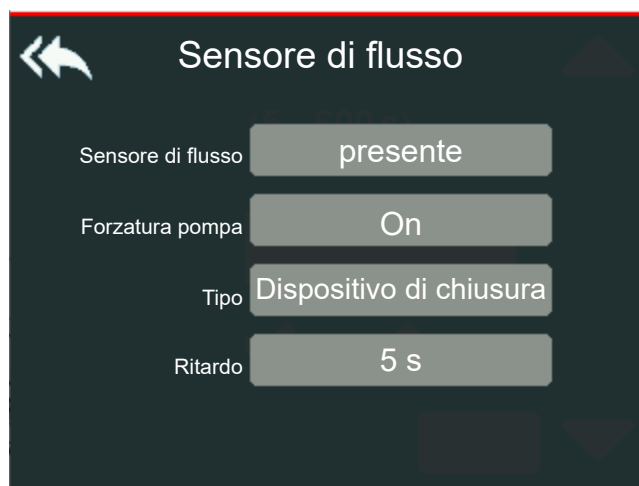 Sensore di flusso
Sensore di flusso presente
Forzatura pompa On
Tipo Dispositivo di chiusura
Ritardo 5 s